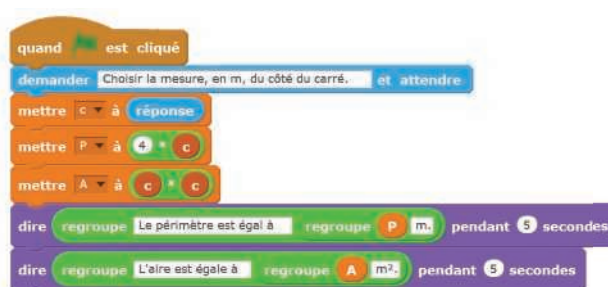 quand est cliqué
demander Choisir la mesure, en m, du côté du carré. et attendre
mettre c à réponse
mettre P à 4 * c
mettre A à c * c
dire regroupe Le périmètre est égal à regroupe P m. pendant 5 secondes
dire regroupe L'aire est égale à regroupe A m². pendant 5 secondes